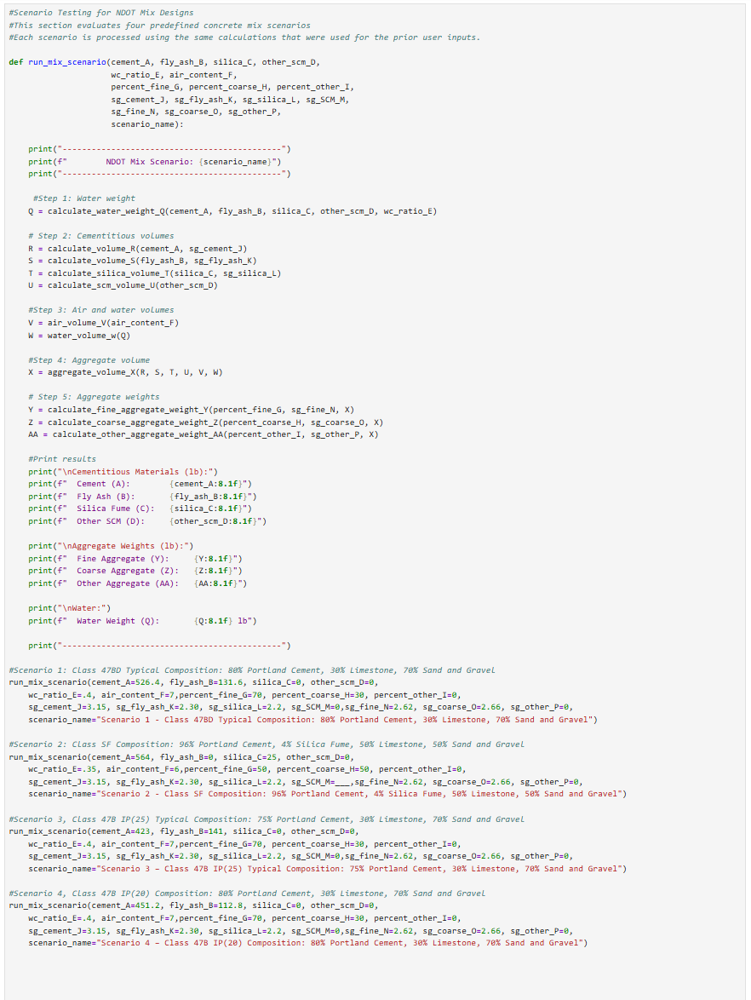 #Scenario Testing for NDOT Mix Designs
#This section evaluates four predefined concrete mix scenarios
#Each scenario is processed using the same calculations that were used for the prior user inputs.

def run_mix_scenario(cement_A, fly_ash_B, silica_C, other_scm_D,
                     wc_ratio_E, air_content_F,
                     percent_fine_G, percent_coarse_H, percent_other_I,
                     sg_cement_J, sg_fly_ash_K, sg_silica_L, sg_SCM_M,
                     sg_fine_N, sg_coarse_O, sg_other_P,
                     scenario_name):

    print("---------------------------------------------")
    print(f"        NDOT Mix Scenario: {scenario_name}")
    print("---------------------------------------------")

     #Step 1: Water weight
    Q = calculate_water_weight_Q(cement_A, fly_ash_B, silica_C, other_scm_D, wc_ratio_E)

    # Step 2: Cementitious volumes
    R = calculate_volume_R(cement_A, sg_cement_J)
    S = calculate_volume_S(fly_ash_B, sg_fly_ash_K)
    T = calculate_silica_volume_T(silica_C, sg_silica_L)
    U = calculate_scm_volume_U(other_scm_D)

    #Step 3: Air and water volumes
    V = air_volume_V(air_content_F)
    W = water_volume_w(Q)

    #Step 4: Aggregate volume
    X = aggregate_volume_X(R, S, T, U, V, W)

    # Step 5: Aggregate weights
    Y = calculate_fine_aggregate_weight_Y(percent_fine_G, sg_fine_N, X)
    Z = calculate_coarse_aggregate_weight_Z(percent_coarse_H, sg_coarse_O, X)
    AA = calculate_other_aggregate_weight_AA(percent_other_I, sg_other_P, X)

    #Print results
    print("\nCementitious Materials (lb):")
    print(f"  Cement (A):        {cement_A:8.1f}")
    print(f"  Fly Ash (B):       {fly_ash_B:8.1f}")
    print(f"  Silica Fume (C):   {silica_C:8.1f}")
    print(f"  Other SCM (D):     {other_scm_D:8.1f}")

    print("\nAggregate Weights (lb):")
    print(f"  Fine Aggregate (Y):     {Y:8.1f}")
    print(f"  Coarse Aggregate (Z):   {Z:8.1f}")
    print(f"  Other Aggregate (AA):   {AA:8.1f}")

    print("\nWater:")
    print(f"  Water Weight (Q):       {Q:8.1f} lb")

    print("---------------------------------------------")

#Scenario 1: Class 47BD Typical Composition: 80% Portland Cement, 30% Limestone, 70% Sand and Gravel
run_mix_scenario(cement_A=526.4, fly_ash_B=131.6, silica_C=0, other_scm_D=0,
    wc_ratio_E=.4, air_content_F=7,percent_fine_G=70, percent_coarse_H=30, percent_other_I=0,
    sg_cement_J=3.15, sg_fly_ash_K=2.30, sg_silica_L=2.2, sg_SCM_M=0,sg_fine_N=2.62, sg_coarse_O=2.66, sg_other_P=0,
    scenario_name="Scenario 1 - Class 47BD Typical Composition: 80% Portland Cement, 30% Limestone, 70% Sand and Gravel")

#Scenario 2: Class SF Composition: 96% Portland Cement, 4% Silica Fume, 50% Limestone, 50% Sand and Gravel
run_mix_scenario(cement_A=564, fly_ash_B=0, silica_C=25, other_scm_D=0,
    wc_ratio_E=.35, air_content_F=6,percent_fine_G=50, percent_coarse_H=50, percent_other_I=0,
    sg_cement_J=3.15, sg_fly_ash_K=2.30, sg_silica_L=2.2, sg_SCM_M=___,sg_fine_N=2.62, sg_coarse_O=2.66, sg_other_P=0,
    scenario_name="Scenario 2 - Class SF Composition: 96% Portland Cement, 4% Silica Fume, 50% Limestone, 50% Sand and Gravel")

#Scenario 3, Class 47B IP(25) Typical Composition: 75% Portland Cement, 30% Limestone, 70% Sand and Gravel
run_mix_scenario(cement_A=423, fly_ash_B=141, silica_C=0, other_scm_D=0,
    wc_ratio_E=.4, air_content_F=7,percent_fine_G=70, percent_coarse_H=30, percent_other_I=0,
    sg_cement_J=3.15, sg_fly_ash_K=2.30, sg_silica_L=2.2, sg_SCM_M=0,sg_fine_N=2.62, sg_coarse_O=2.66, sg_other_P=0,
    scenario_name="Scenario 3 – Class 47B IP(25) Typical Composition: 75% Portland Cement, 30% Limestone, 70% Sand and Gravel")

#Scenario 4, Class 47B IP(20) Composition: 80% Portland Cement, 30% Limestone, 70% Sand and Gravel
run_mix_scenario(cement_A=451.2, fly_ash_B=112.8, silica_C=0, other_scm_D=0,
    wc_ratio_E=.4, air_content_F=7,percent_fine_G=70, percent_coarse_H=30, percent_other_I=0,
    sg_cement_J=3.15, sg_fly_ash_K=2.30, sg_silica_L=2.2, sg_SCM_M=0,sg_fine_N=2.62, sg_coarse_O=2.66, sg_other_P=0,
    scenario_name="Scenario 4 – Class 47B IP(20) Composition: 80% Portland Cement, 30% Limestone, 70% Sand and Gravel")